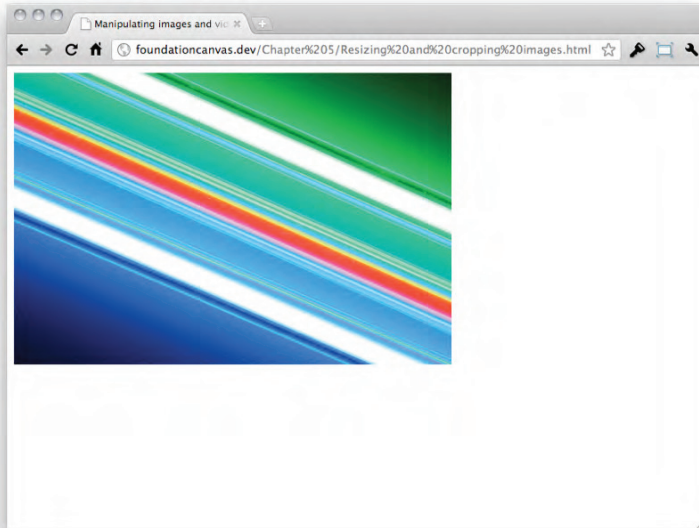 Manipulating images and vid
foundationcanvas.dev/Chapter%205/Resizing%20and%20cropping%20images.html